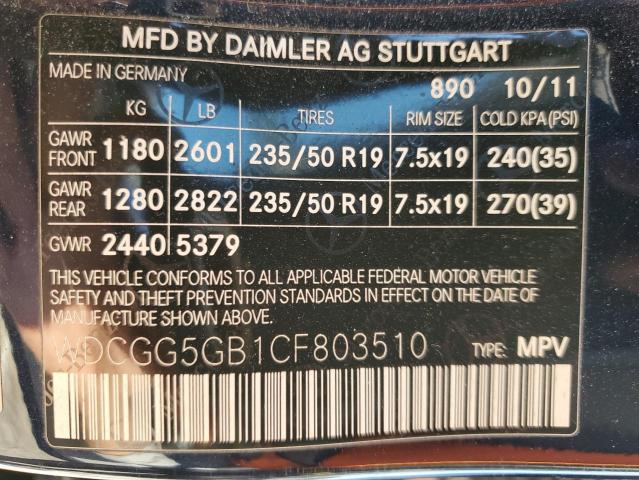 MFD BY DAIMLER AG STUTTGART
MADE IN GERMANY 890 10/11
KG LB TIRES RIM SIZE COLD KPA(PSI)
GAWR FRONT 1180 2601 235/50 R19 7.5x19 240(35)
GAWR REAR 1280 2822 235/50 R19 7.5x19 270(39)
GVWR 2440 5379
THIS VEHICLE CONFORMS TO ALL APPLICABLE FEDERAL MOTOR VEHICLE
SAFETY AND THEFT PREVENTION STANDARDS IN EFFECT ON THE DATE OF
MANUFACTURE SHOWN ABOVE.
WDCGG5GB1CF803510 TYPE: MPV